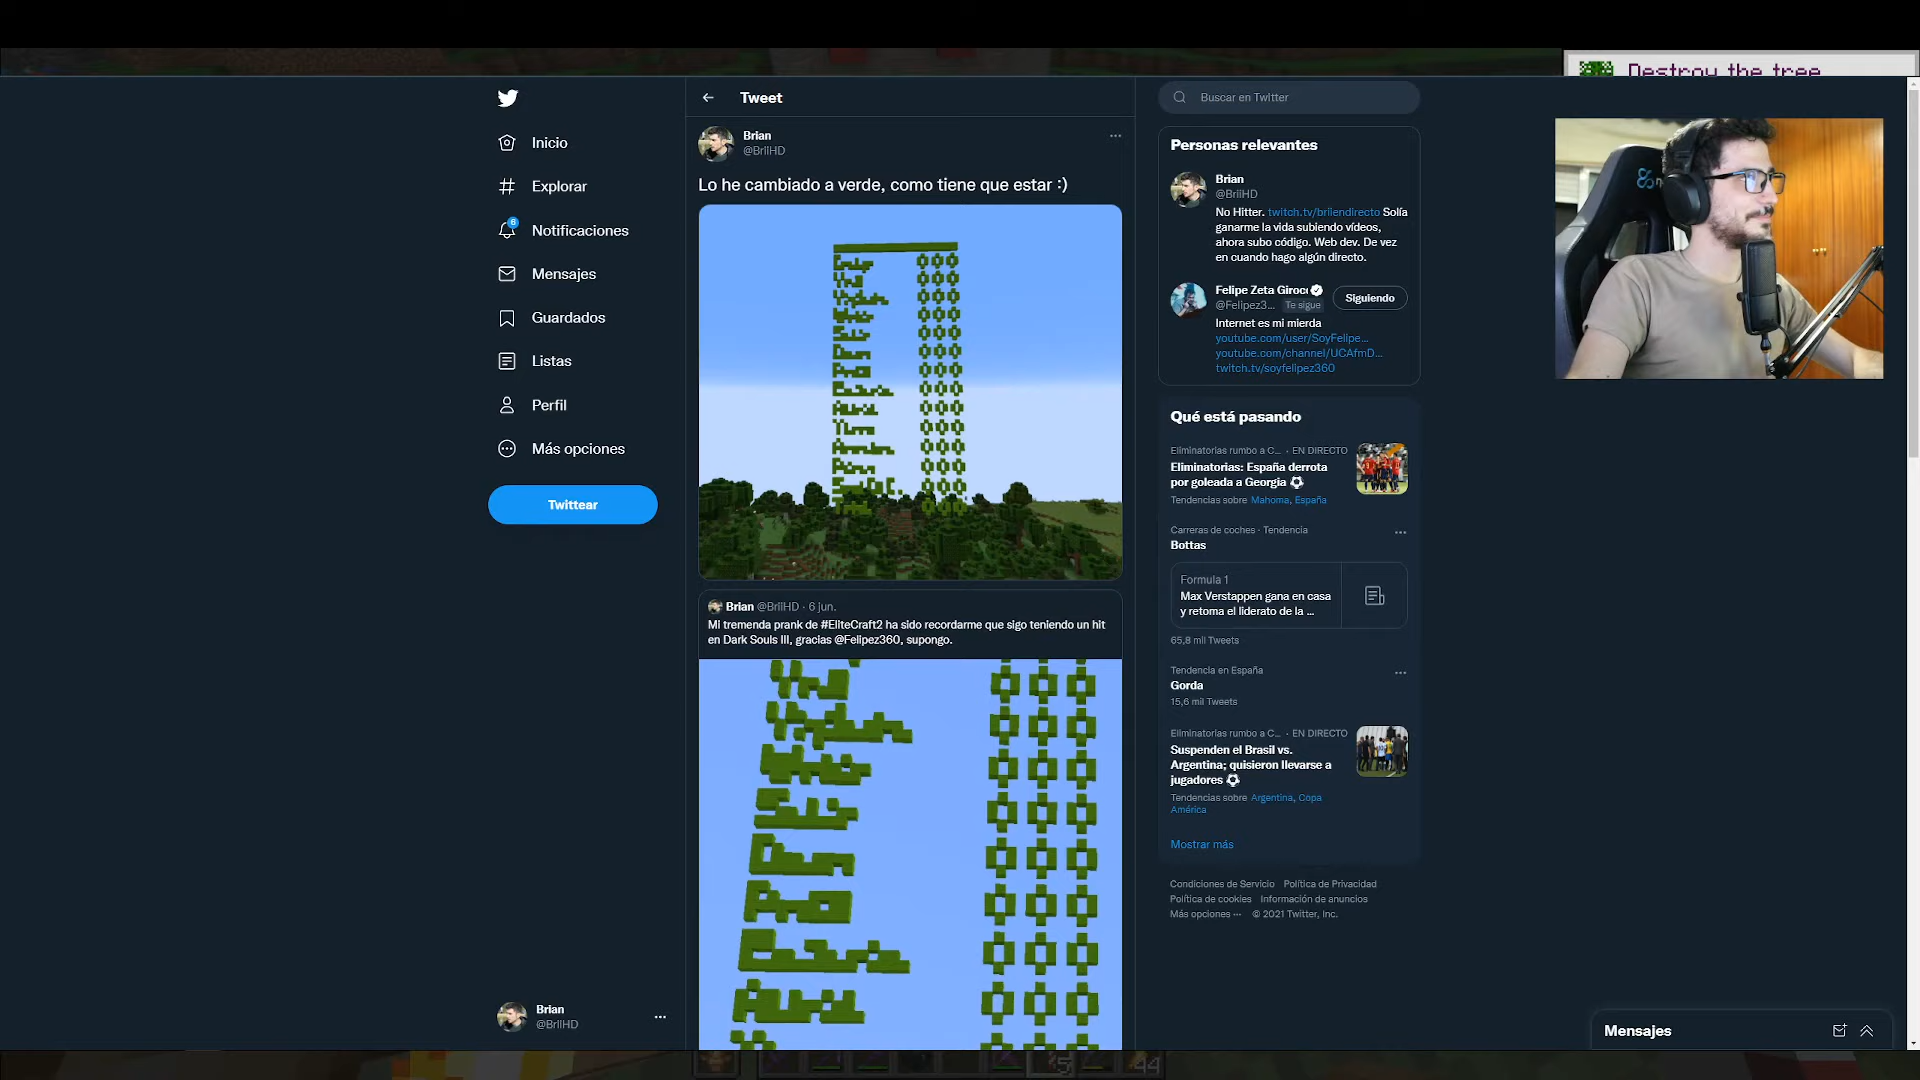 Destroy the tree
Inicio
Explorar
6
Notificaciones
Mensajes
Guardados
Listas
Perfil
Más opciones
Twittear
Brian
@BriiHD
Tweet
Brian
@BriiHD
Lo he cambiado a verde, como tiene que estar :)
Brian @BriiHD · 6 jun.
Mi tremenda prank de #EliteCraft2 ha sido recordarme que sigo teniendo un hit
en Dark Souls III, gracias @Felipez360, supongo.
Buscar en Twitter
Personas relevantes
Brian
@BriiHD
No Hitter. twitch.tv/briiendirecto Solía
ganarme la vida subiendo vídeos,
ahora subo código. Web dev. De vez
en cuando hago algún directo.
Felipe Zeta Giroc
@Felipez3... Te sigue
Siguiendo
Internet es mi mierda
youtube.com/user/SoyFelipe...
youtube.com/channel/UCAfmD...
twitch.tv/soyfelipez360
Qué está pasando
Eliminatorias rumbo a C... · EN DIRECTO
Eliminatorias: España derrota
por goleada a Georgia
Tendencias sobre Mahoma, España
Carreras de coches · Tendencia
Bottas
Formula 1
Max Verstappen gana en casa
y retoma el liderato de la ...
65,8 mil Tweets
Tendencia en España
Gorda
15,6 mil Tweets
Eliminatorias rumbo a C... · EN DIRECTO
Suspenden el Brasil vs.
Argentina; quisieron llevarse a
jugadores
Tendencias sobre Argentina, Copa
América
Mostrar más
Condiciones de Servicio Política de Privacidad
Política de cookies Información de anuncios
Más opciones ··· © 2021 Twitter, Inc.
Mensajes
44